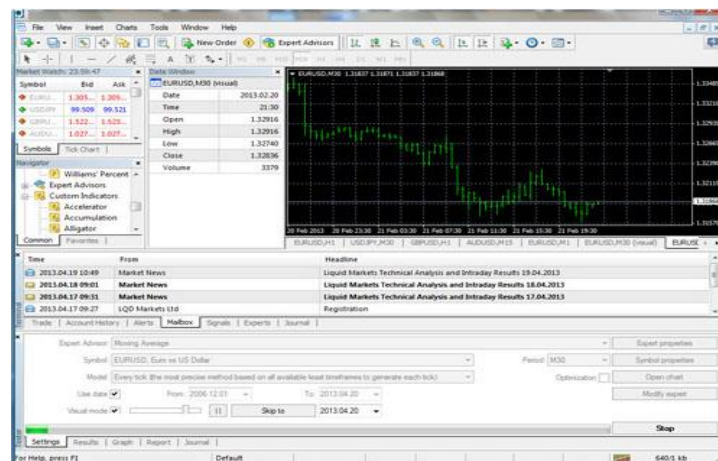 File View Insert Charts Tools Window Help
New Order Expert Advisors
Market Watch: 23:59:47
Symbol Bid Ask
EURU... 1.305... 1.305...
USDJPY 99.509 99.521
GBPU... 1.522... 1.523...
AUDU... 1.027... 1.027...
Symbols Tick Chart
Data Window
EURUSD,M30 (visual)
Date 2013.02.20
Time 21:30
Open 1.32916
High 1.32916
Low 1.32740
Close 1.32836
Volume 3379
Navigator
Williams' Percent
Expert Advisors
Custom Indicators
Accelerator
Accumulation
Alligator
Common Favorites
EURUSD,M30 1.31837 1.31871 1.31837 1.31868
1.33485
1.32935
1.32390
1.32115
1.31868
1.31570
20 Feb 2013 20 Feb 23:30 21 Feb 03:30 21 Feb 07:30 21 Feb 11:30 21 Feb 15:30 21 Feb 19:30
EURUSD,H1 USDJPY,M30 GBPUSD,H1 AUDUSD,M15 EURUSD,M1 EURUSD,M30 (visual) EURUS
Time From Headline
2013.04.19 10:49 Market News Liquid Markets Technical Analysis and Intraday Results 19.04.2013
2013.04.18 09:01 Market News Liquid Markets Technical Analysis and Intraday Results 18.04.2013
2013.04.17 09:31 Market News Liquid Markets Technical Analysis and Intraday Results 17.04.2013
2013.04.17 09:27 LQD Markets Ltd Registration
Terminal
Trade Account History Alerts Mailbox Signals Experts Journal
Expert Advisor: Moving Average Expert properties
Symbol: EURUSD, Euro vs US Dollar Period: M30 Symbol properties
Model: Every tick (the most precise method based on all available least timeframes to generate each tick) Optimization Open chart
Use date From: 2006.12.01 To: 2013.04.20 Modify expert
Visual mode Skip to 2013.04.20
Stop
Tester
Settings Results Graph Report Journal
For Help, press F1 Default 640/1 kb